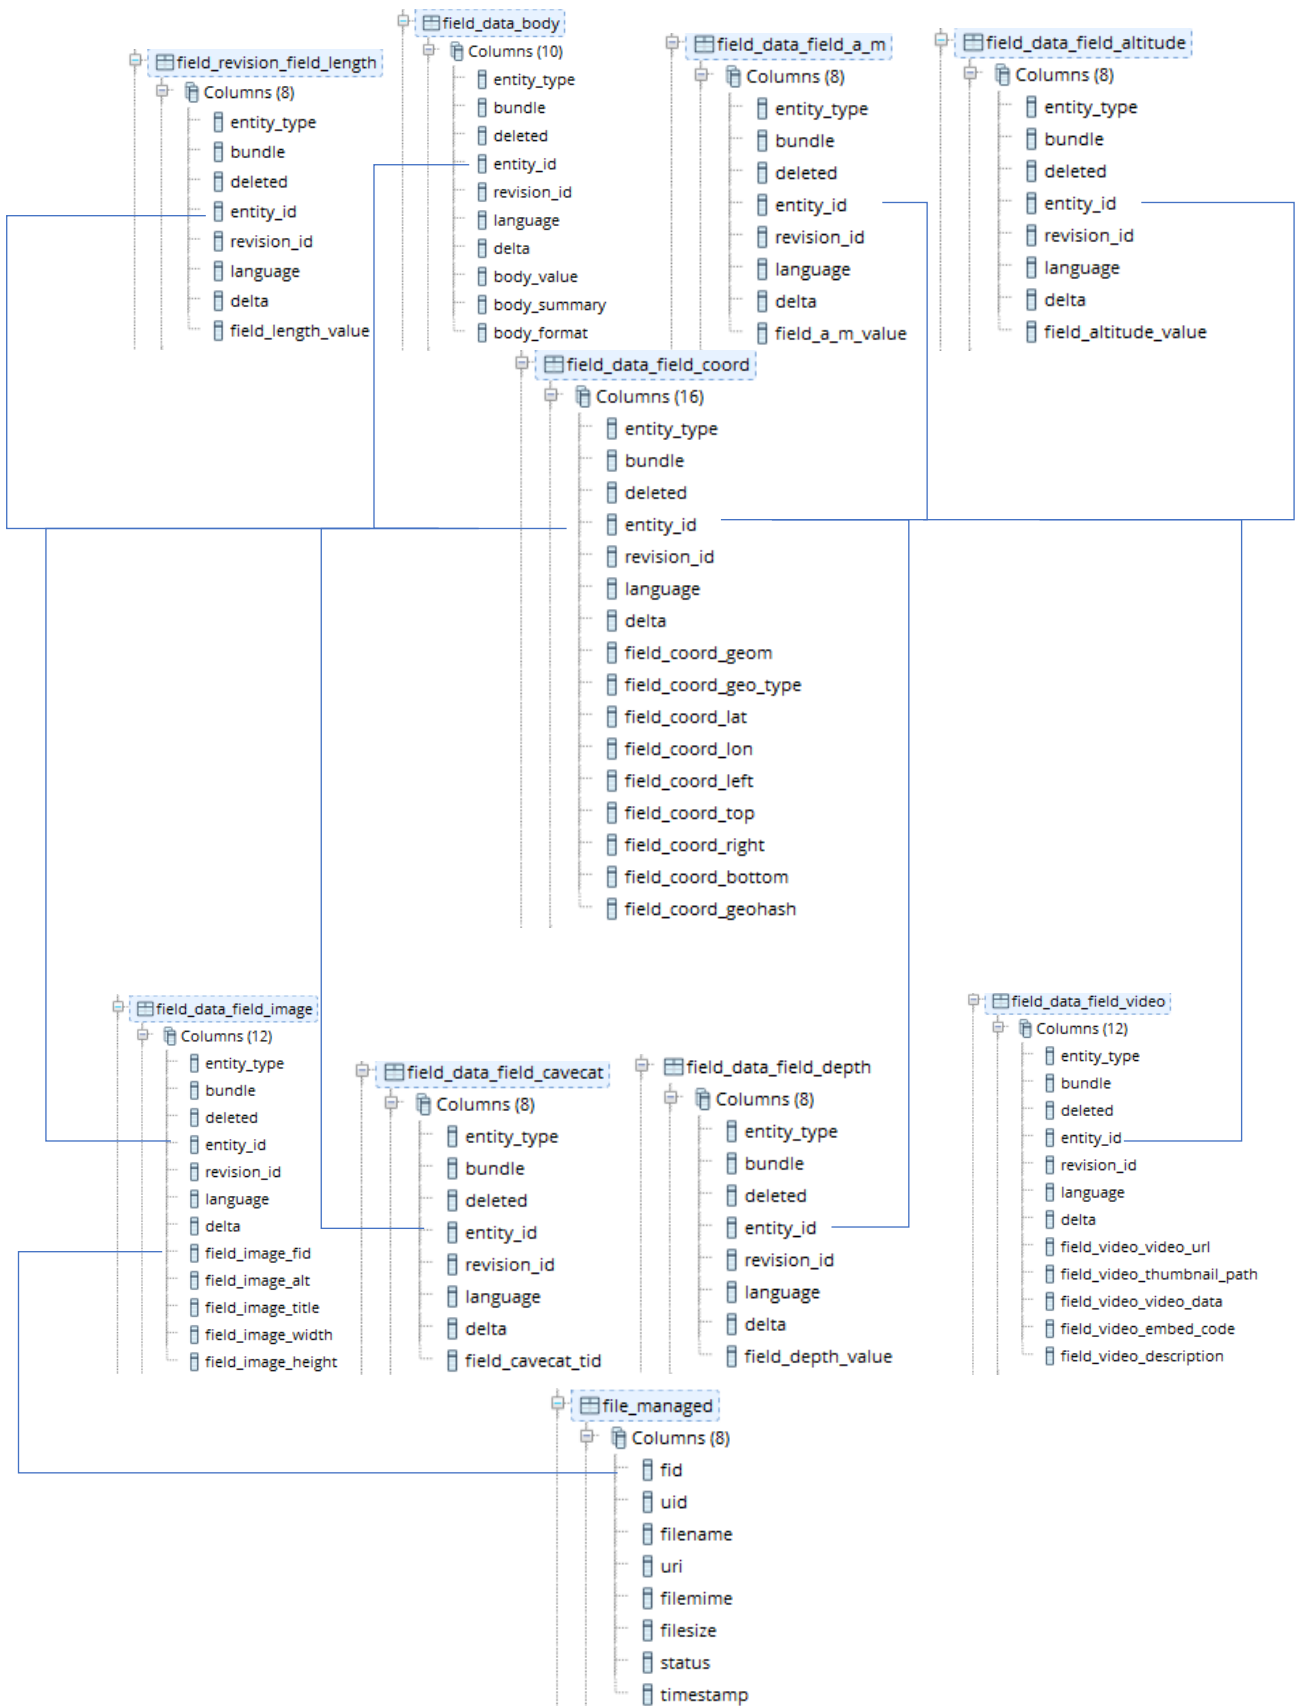 field_revision_field_length
Columns (8)
entity_type
bundle
deleted
entity_id
revision_id
language
delta
field_length_value
field_data_body
Columns (10)
entity_type
bundle
deleted
entity_id
revision_id
language
delta
body_value
body_summary
body_format
field_data_field_a_m
Columns (8)
entity_type
bundle
deleted
entity_id
revision_id
language
delta
field_a_m_value
field_data_field_altitude
Columns (8)
entity_type
bundle
deleted
entity_id
revision_id
language
delta
field_altitude_value
field_data_field_coord
Columns (16)
entity_type
bundle
deleted
entity_id
revision_id
language
delta
field_coord_geom
field_coord_geo_type
field_coord_lat
field_coord_lon
field_coord_left
field_coord_top
field_coord_right
field_coord_bottom
field_coord_geohash
field_data_field_image
Columns (12)
entity_type
bundle
deleted
entity_id
revision_id
language
delta
field_image_fid
field_image_alt
field_image_title
field_image_width
field_image_height
field_data_field_cavecat
Columns (8)
entity_type
bundle
deleted
entity_id
revision_id
language
delta
field_cavecat_tid
field_data_field_depth
Columns (8)
entity_type
bundle
deleted
entity_id
revision_id
language
delta
field_depth_value
field_data_field_video
Columns (12)
entity_type
bundle
deleted
entity_id
revision_id
language
delta
field_video_video_url
field_video_thumbnail_path
field_video_video_data
field_video_embed_code
field_video_description
file_managed
Columns (8)
fid
uid
filename
uri
filemime
filesize
status
timestamp